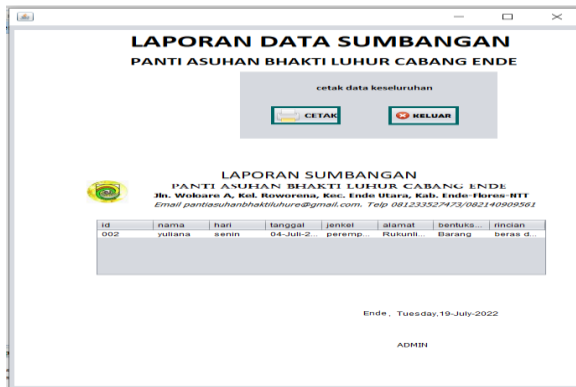 LAPORAN DATA SUMBANGAN
PANTI ASUHAN BHAKTI LUHUR CABANG ENDE
cetak data keseluruhan
CETAK KELUAR
LAPORAN SUMBANGAN
PANTI ASUHAN BHAKTI LUHUR CABANG ENDE
Jln. Woloare A, Kel. Roworena, Kec. Ende Utara, Kab. Ende-Flores-NTT
Email pantiasuhanbhaktiluhure@gmail.com. Telp 081233527473/082140909561
id nama hari tanggal jenkel alamat bentuks... rincian
002 yuliana senin 04-Juli-2... peremp... Rukunli... Barang beras d...
Ende, Tuesday,19-July-2022
ADMIN